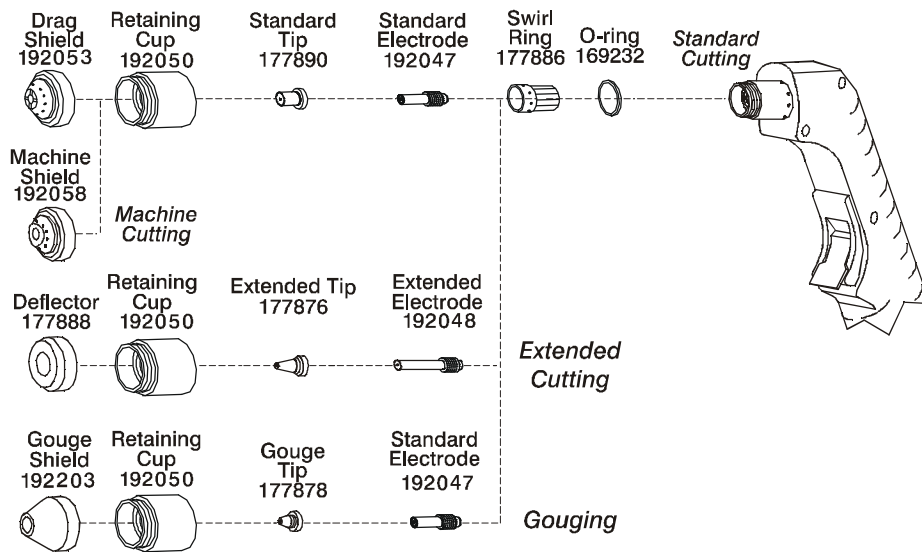 Drag
Shield
192053
Retaining
Cup
192050
Standard
Tip
177890
Standard
Electrode
192047
Swirl
Ring
177886
O-ring
169232
Standard
Cutting
Machine
Shield
192058
Machine
Cutting
Deflector
177888
Retaining
Cup
192050
Extended Tip
177876
Extended
Electrode
192048
Extended
Cutting
Gouge
Shield
192203
Retaining
Cup
192050
Gouge
Tip
177878
Standard
Electrode
192047
Gouging